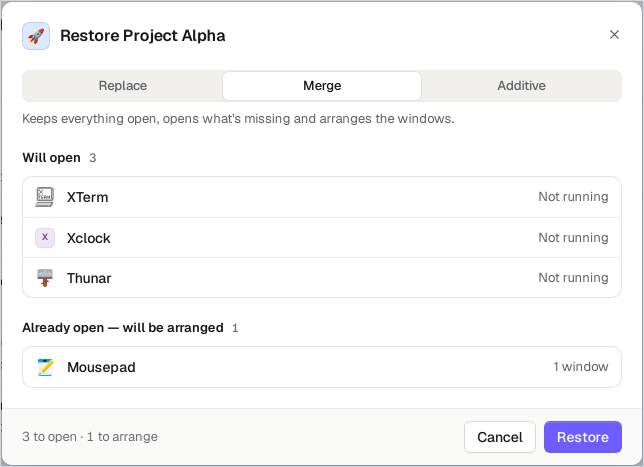 Restore Project Alpha
Replace
Merge
Additive
Keeps everything open, opens what's missing and arranges the windows.
Will open 3
XTerm Not running
X Xclock Not running
Thunar Not running
Already open — will be arranged 1
Mousepad 1 window
3 to open · 1 to arrange
Cancel
Restore